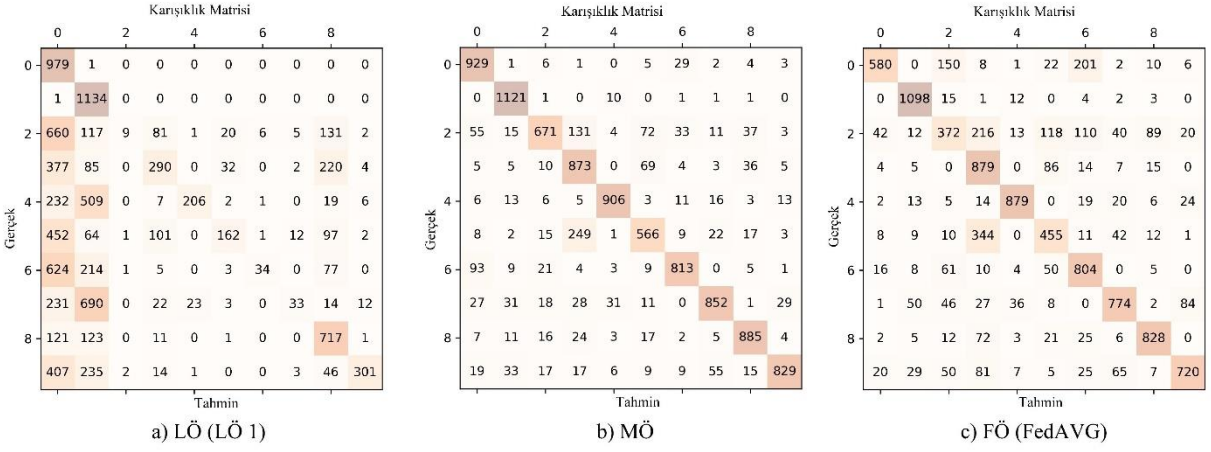 Karışıklık Matrisi
0 2 4 6 8
0 979 1 0 0 0 0 0 0 0 0
1 1134 0 0 0 0 0 0 0 0
2 660 117 9 81 1 20 6 5 131 2
377 85 0 290 0 32 0 2 220 4
4 232 509 0 7 206 2 1 0 19 6
452 64 1 101 0 162 1 12 97 2
6 624 214 1 5 0 3 34 0 77 0
231 690 0 22 23 3 0 33 14 12
8 121 123 0 11 0 1 0 0 717 1
407 235 2 14 1 0 0 3 46 301
Gerçek
Tahmin
a) LÖ (LÖ 1)
Karışıklık Matrisi
0 2 4 6 8
0 929 1 6 1 0 5 29 2 4 3
0 1121 1 0 10 0 1 1 1 0
2 55 15 671 131 4 72 33 11 37 3
5 5 10 873 0 69 4 3 36 5
4 6 13 6 5 906 3 11 16 3 13
8 2 15 249 1 566 9 22 17 3
6 93 9 21 4 3 9 813 0 5 1
27 31 18 28 31 11 0 852 1 29
8 7 11 16 24 3 17 2 5 885 4
19 33 17 17 6 9 9 55 15 829
Gerçek
Tahmin
b) MÖ
Karışıklık Matrisi
0 2 4 6 8
0 580 0 150 8 1 22 201 2 10 6
0 1098 15 1 12 0 4 2 3 0
2 42 12 372 216 13 118 110 40 89 20
4 5 0 879 0 86 14 7 15 0
4 2 13 5 14 879 0 19 20 6 24
8 9 10 344 0 455 11 42 12 1
6 16 8 61 10 4 50 804 0 5 0
1 50 46 27 36 8 0 774 2 84
8 2 5 12 72 3 21 25 6 828 0
20 29 50 81 7 5 25 65 7 720
Gerçek
Tahmin
c) FÖ (FedAVG)